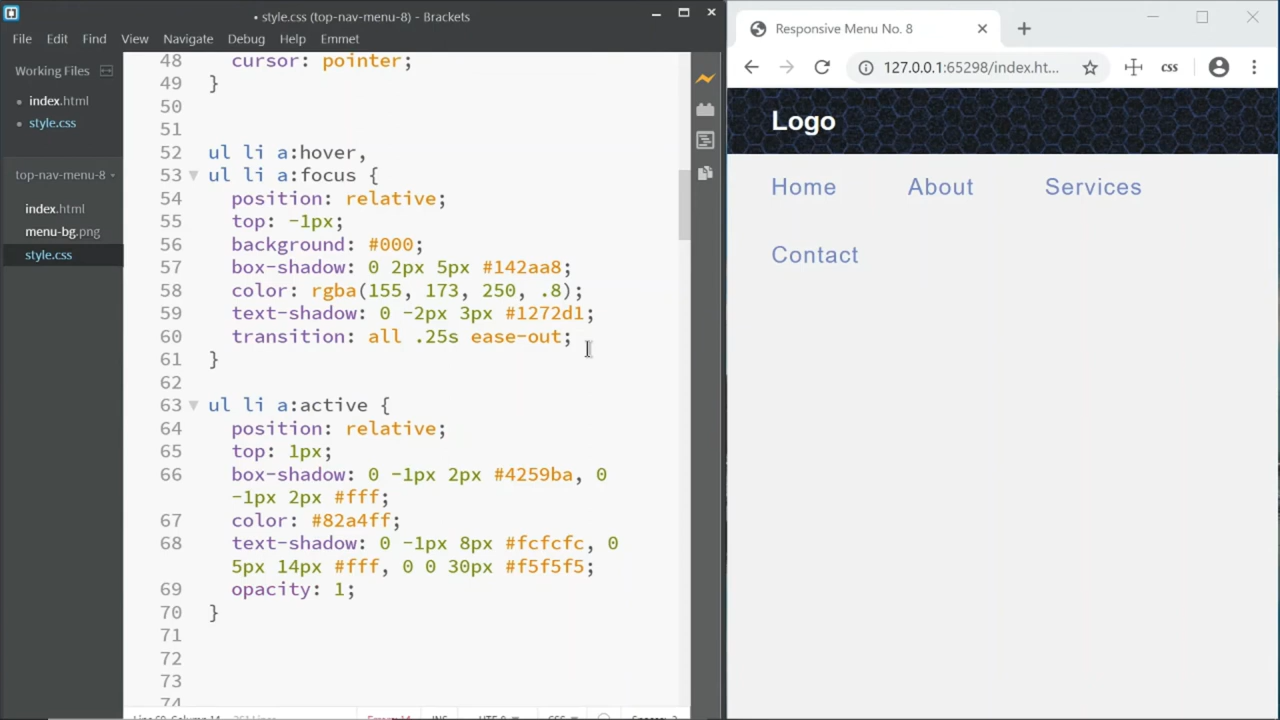 • style.css (top-nav-menu-8) - Brackets
File Edit Find View Navigate Debug Help Emmet
Working Files
• index.html
• style.css
top-nav-menu-8
index.html
menu-bg.png
style.css
48 cursor: pointer;
49 }
50
51
52 ul li a:hover,
53 ul li a:focus {
54 position: relative;
55 top: -1px;
56 background: #000;
57 box-shadow: 0 2px 5px #142aa8;
58 color: rgba(155, 173, 250, .8);
59 text-shadow: 0 -2px 3px #1272d1;
60 transition: all .25s ease-out;
61 }
62
63 ul li a:active {
64 position: relative;
65 top: 1px;
66 box-shadow: 0 -1px 2px #4259ba, 0
-1px 2px #fff;
67 color: #82a4ff;
68 text-shadow: 0 -1px 8px #fcfcfc, 0
5px 14px #fff, 0 0 30px #f5f5f5;
69 opacity: 1;
70 }
71
72
73
74
Responsive Menu No. 8
127.0.0.1:65298/index.ht...
css
Logo
Home About Services
Contact